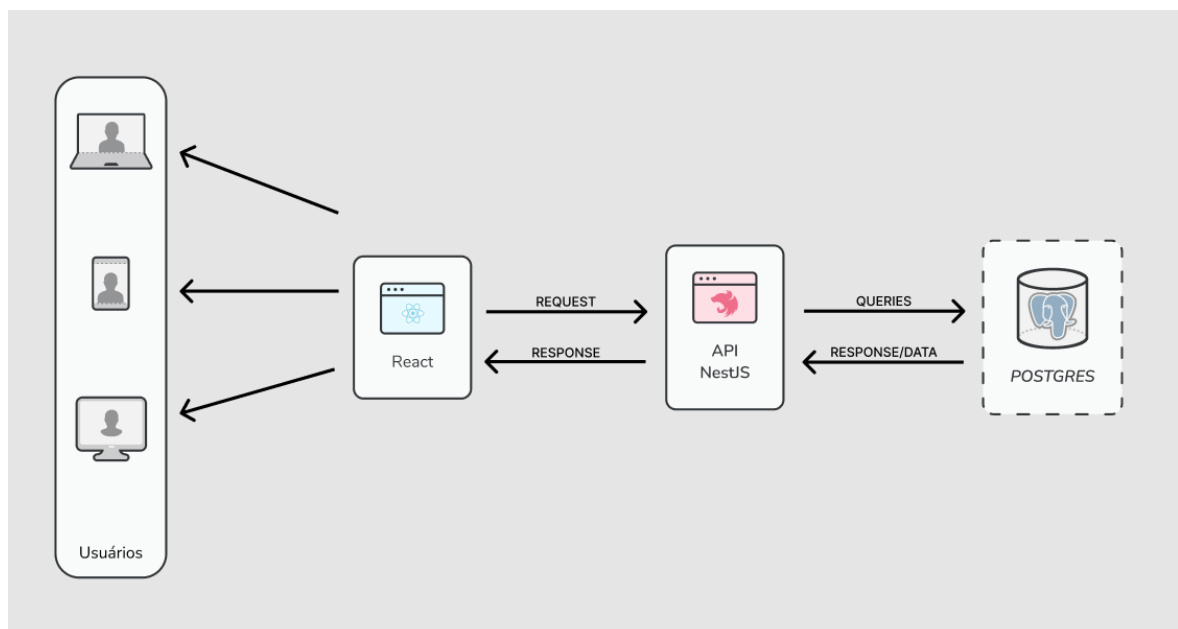 Usuários
React
REQUEST
RESPONSE
API
NestJS
QUERIES
RESPONSE/DATA
POSTGRES